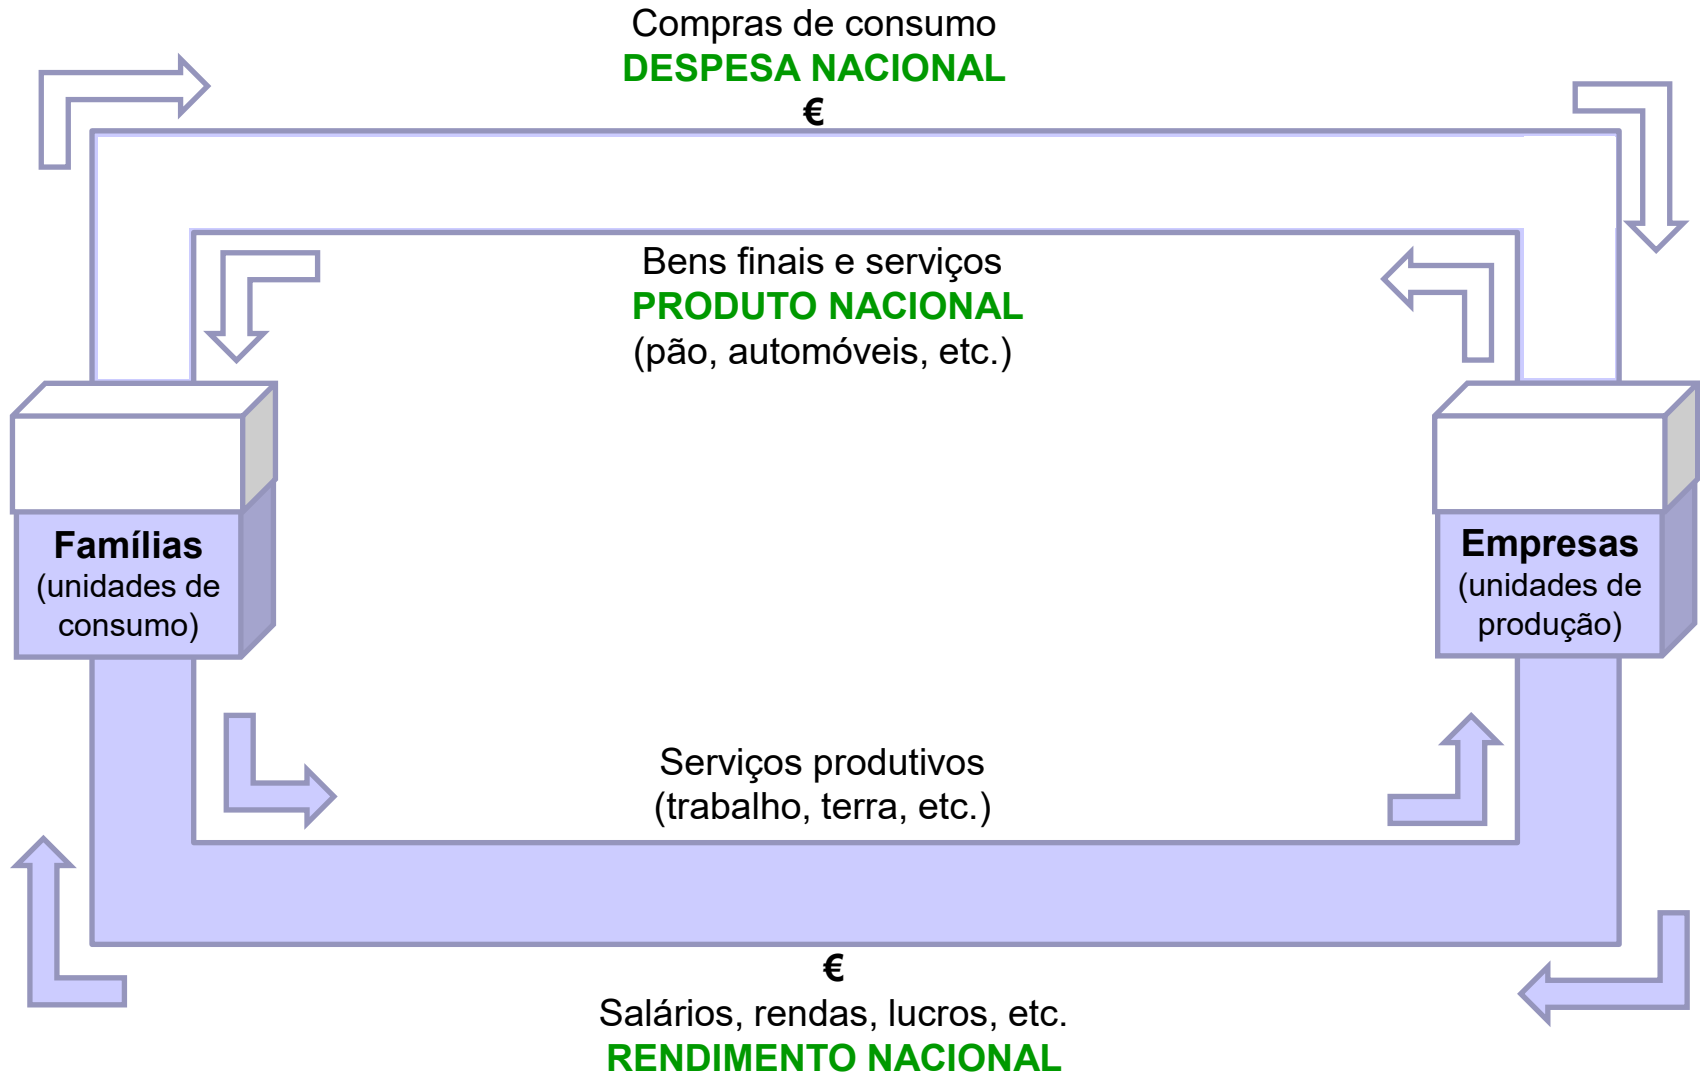 Compras de consumo
DESPESA NACIONAL
€
Bens finais e serviços
PRODUTO NACIONAL
(pão, automóveis, etc.)
Famílias
(unidades de
consumo)
Empresas
(unidades de
produção)
Serviços produtivos
(trabalho, terra, etc.)
€
Salários, rendas, lucros, etc.
RENDIMENTO NACIONAL